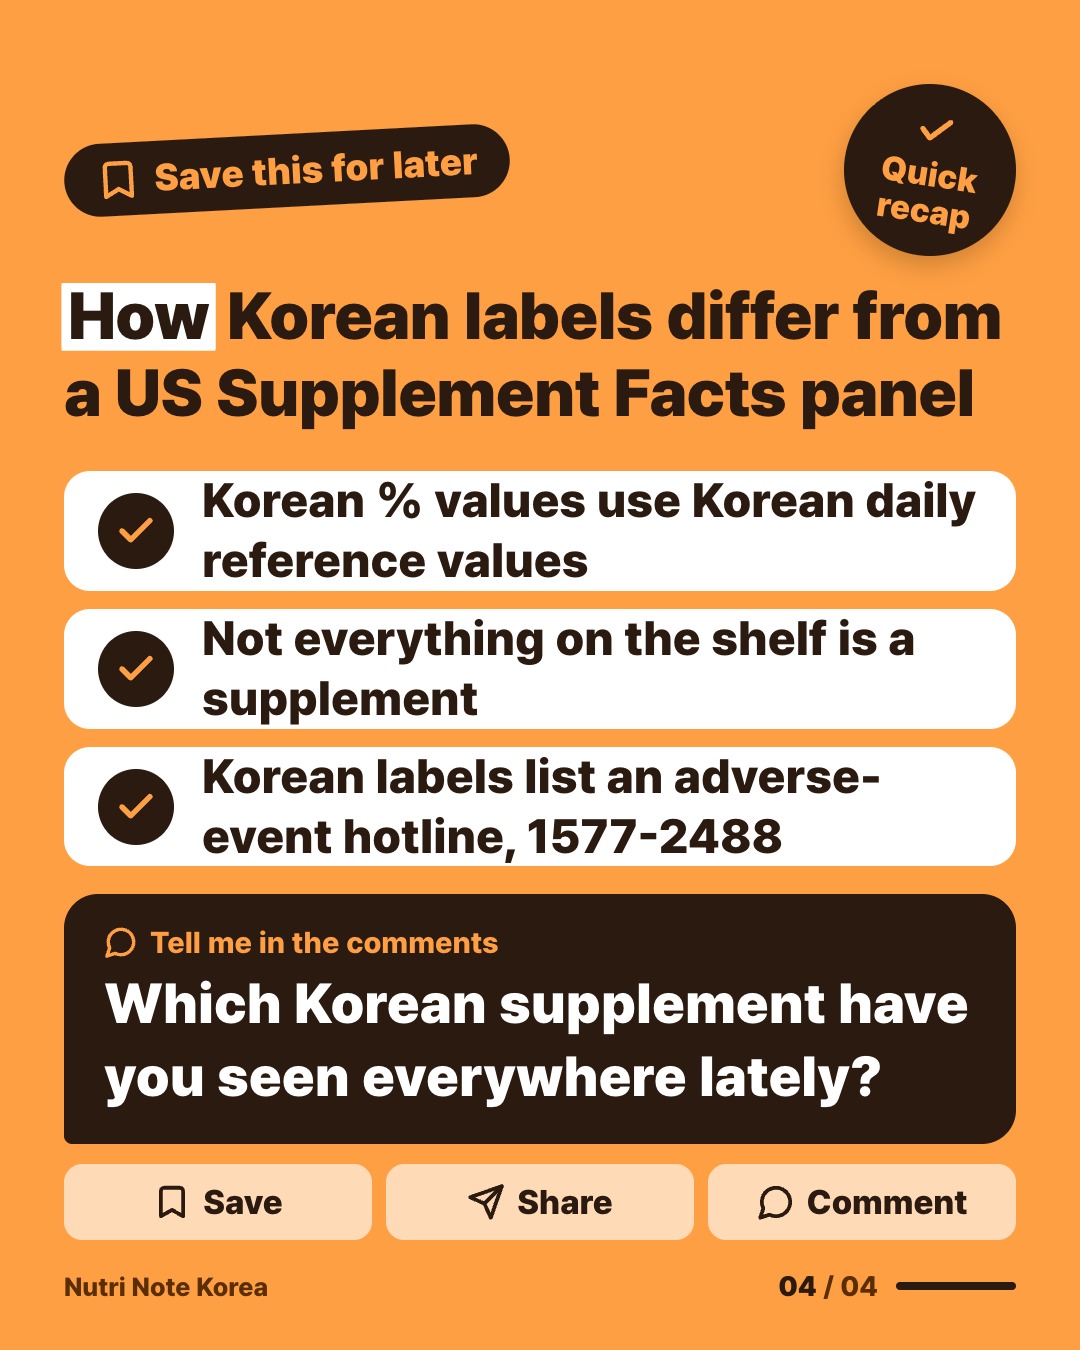 Save this for later
Quick
recap
How Korean labels differ from
a US Supplement Facts panel
Korean % values use Korean daily
reference values
Not everything on the shelf is a
supplement
Korean labels list an adverse-
event hotline, 1577-2488
Tell me in the comments
Which Korean supplement have
you seen everywhere lately?
Save
Share
Comment
Nutri Note Korea
04 / 04